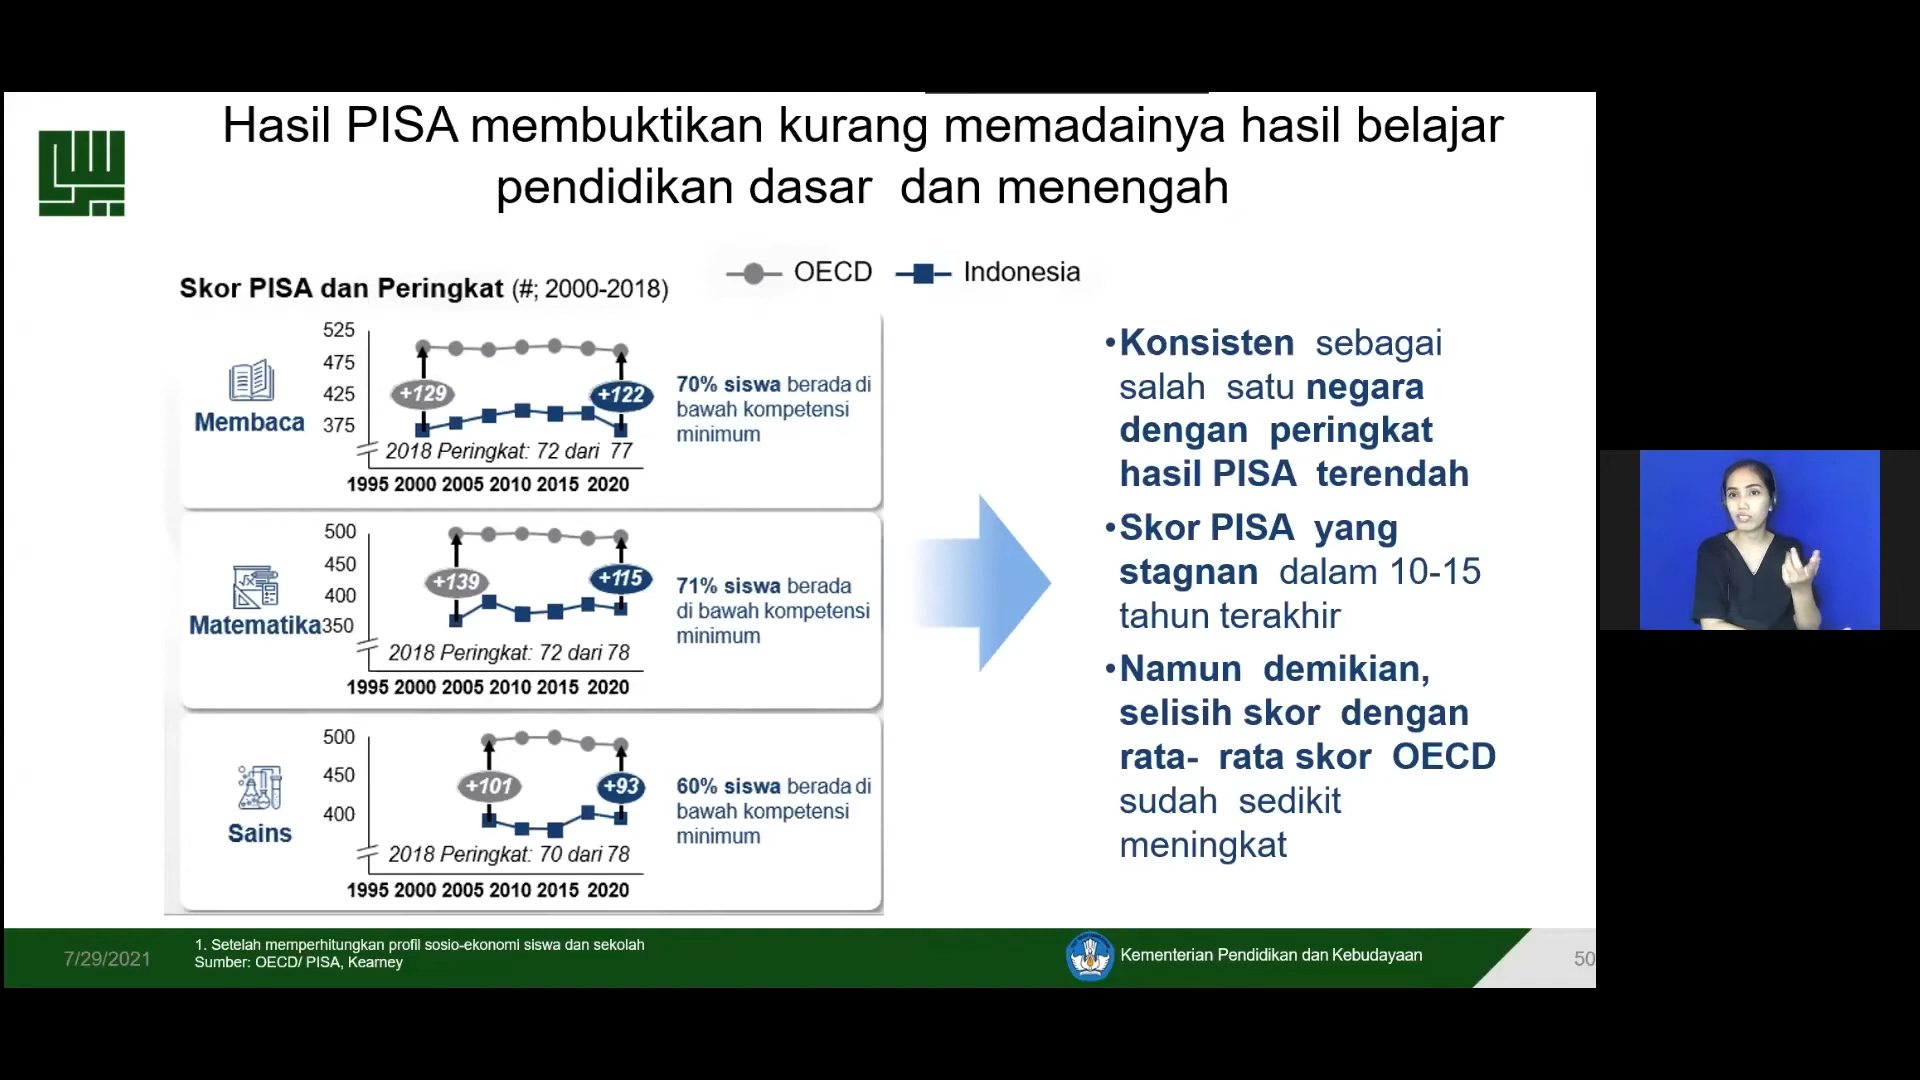 Hasil PISA membuktikan kurang memadainya hasil belajar
pendidikan dasar dan menengah
OECD
Indonesia
Skor PISA dan Peringkat (#; 2000-2018)
525
475
425
375
Membaca
+129
+122
2018 Peringkat: 72 dari 77
1995 2000 2005 2010 2015 2020
70% siswa berada di
bawah kompetensi
minimum
500
450
400
350
Matematika
+139
+115
2018 Peringkat: 72 dari 78
1995 2000 2005 2010 2015 2020
71% siswa berada
di bawah kompetensi
minimum
500
450
400
Sains
+101
+93
2018 Peringkat: 70 dari 78
1995 2000 2005 2010 2015 2020
60% siswa berada di
bawah kompetensi
minimum
•Konsisten sebagai
salah satu negara
dengan peringkat
hasil PISA terendah
•Skor PISA yang
stagnan dalam 10-15
tahun terakhir
•Namun demikian,
selisih skor dengan
rata- rata skor OECD
sudah sedikit
meningkat
7/29/2021
1. Setelah memperhitungkan profil sosio-ekonomi siswa dan sekolah
Sumber: OECD/ PISA, Kearney
Kementerian Pendidikan dan Kebudayaan
50